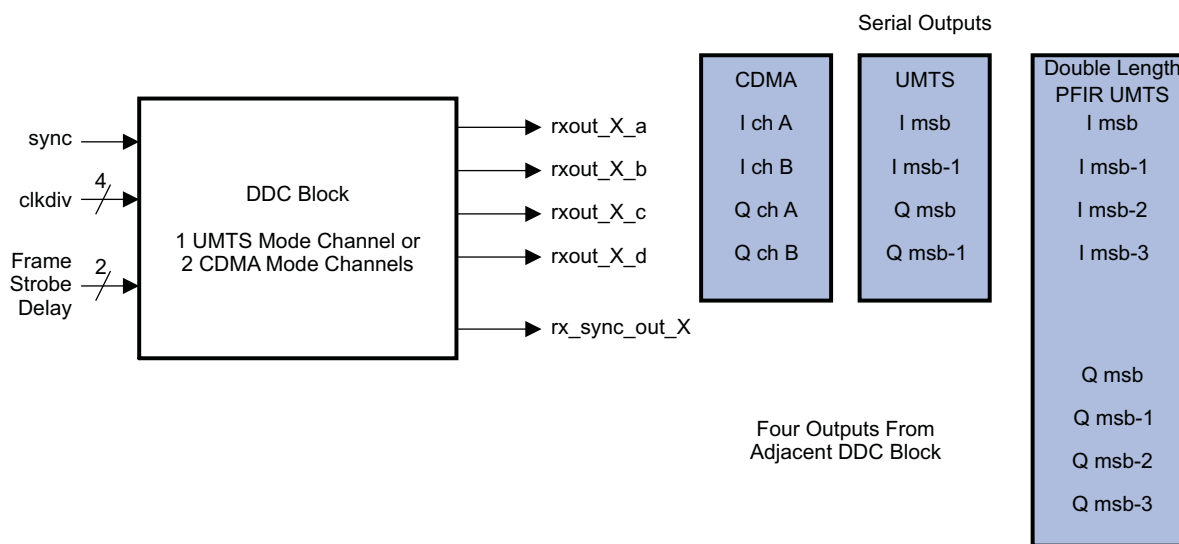 Serial Outputs
sync
clkdiv
4
Frame
Strobe
Delay
2
DDC Block
1 UMTS Mode Channel or
2 CDMA Mode Channels
rxout_X_a
rxout_X_b
rxout_X_c
rxout_X_d
rx_sync_out_X
CDMA
I ch A
I ch B
Q ch A
Q ch B
UMTS
I msb
I msb-1
Q msb
Q msb-1
Double Length
PFIR UMTS
I msb
I msb-1
I msb-2
I msb-3
Q msb
Q msb-1
Q msb-2
Q msb-3
Four Outputs From
Adjacent DDC Block